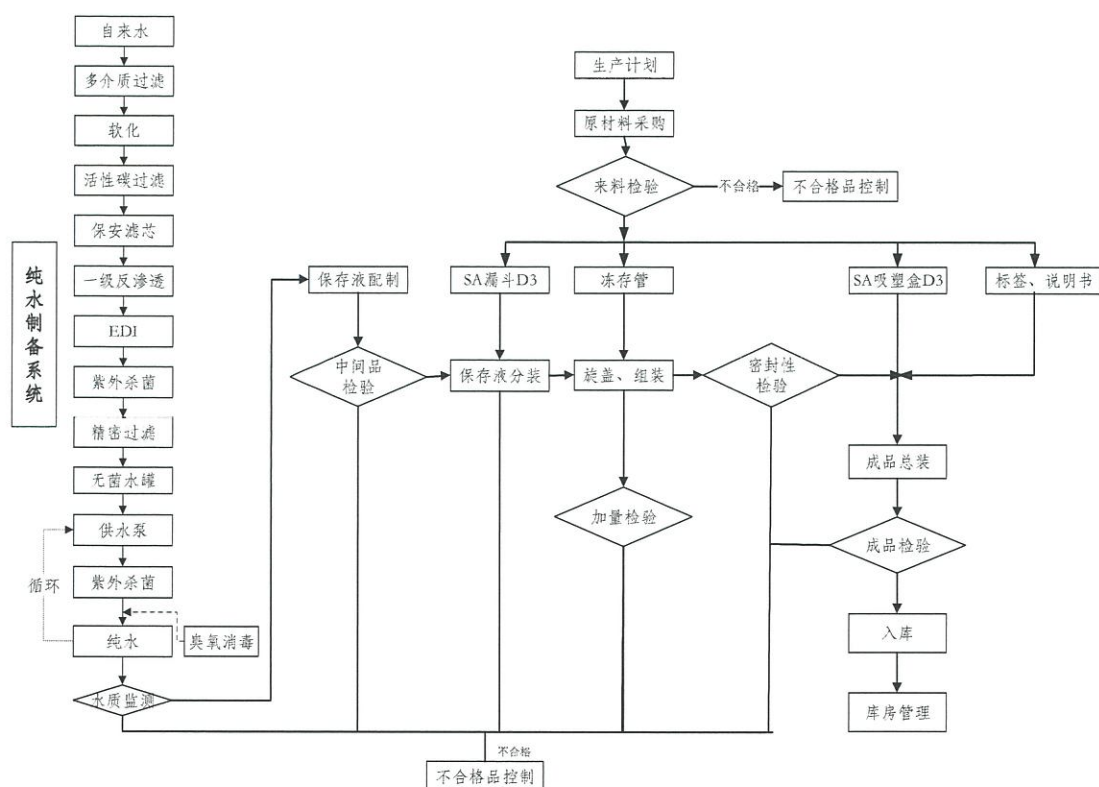 纯水制备系统
自来水
多介质过滤
软化
活性碳过滤
保安滤芯
一级反渗透
EDI
紫外杀菌
精密过滤
无菌水罐
供水泵
循环
紫外杀菌
纯水
臭氧消毒
水质监测
生产计划
原材料采购
来料检验
不合格
不合格品控制
保存液配制
SA漏斗D3
冻存管
SA吸塑盒D3
标签、说明书
中间品
检验
保存液分装
旋盖、组装
密封性
检验
成品总装
加量检验
成品检验
入库
库房管理
不合格
不合格品控制